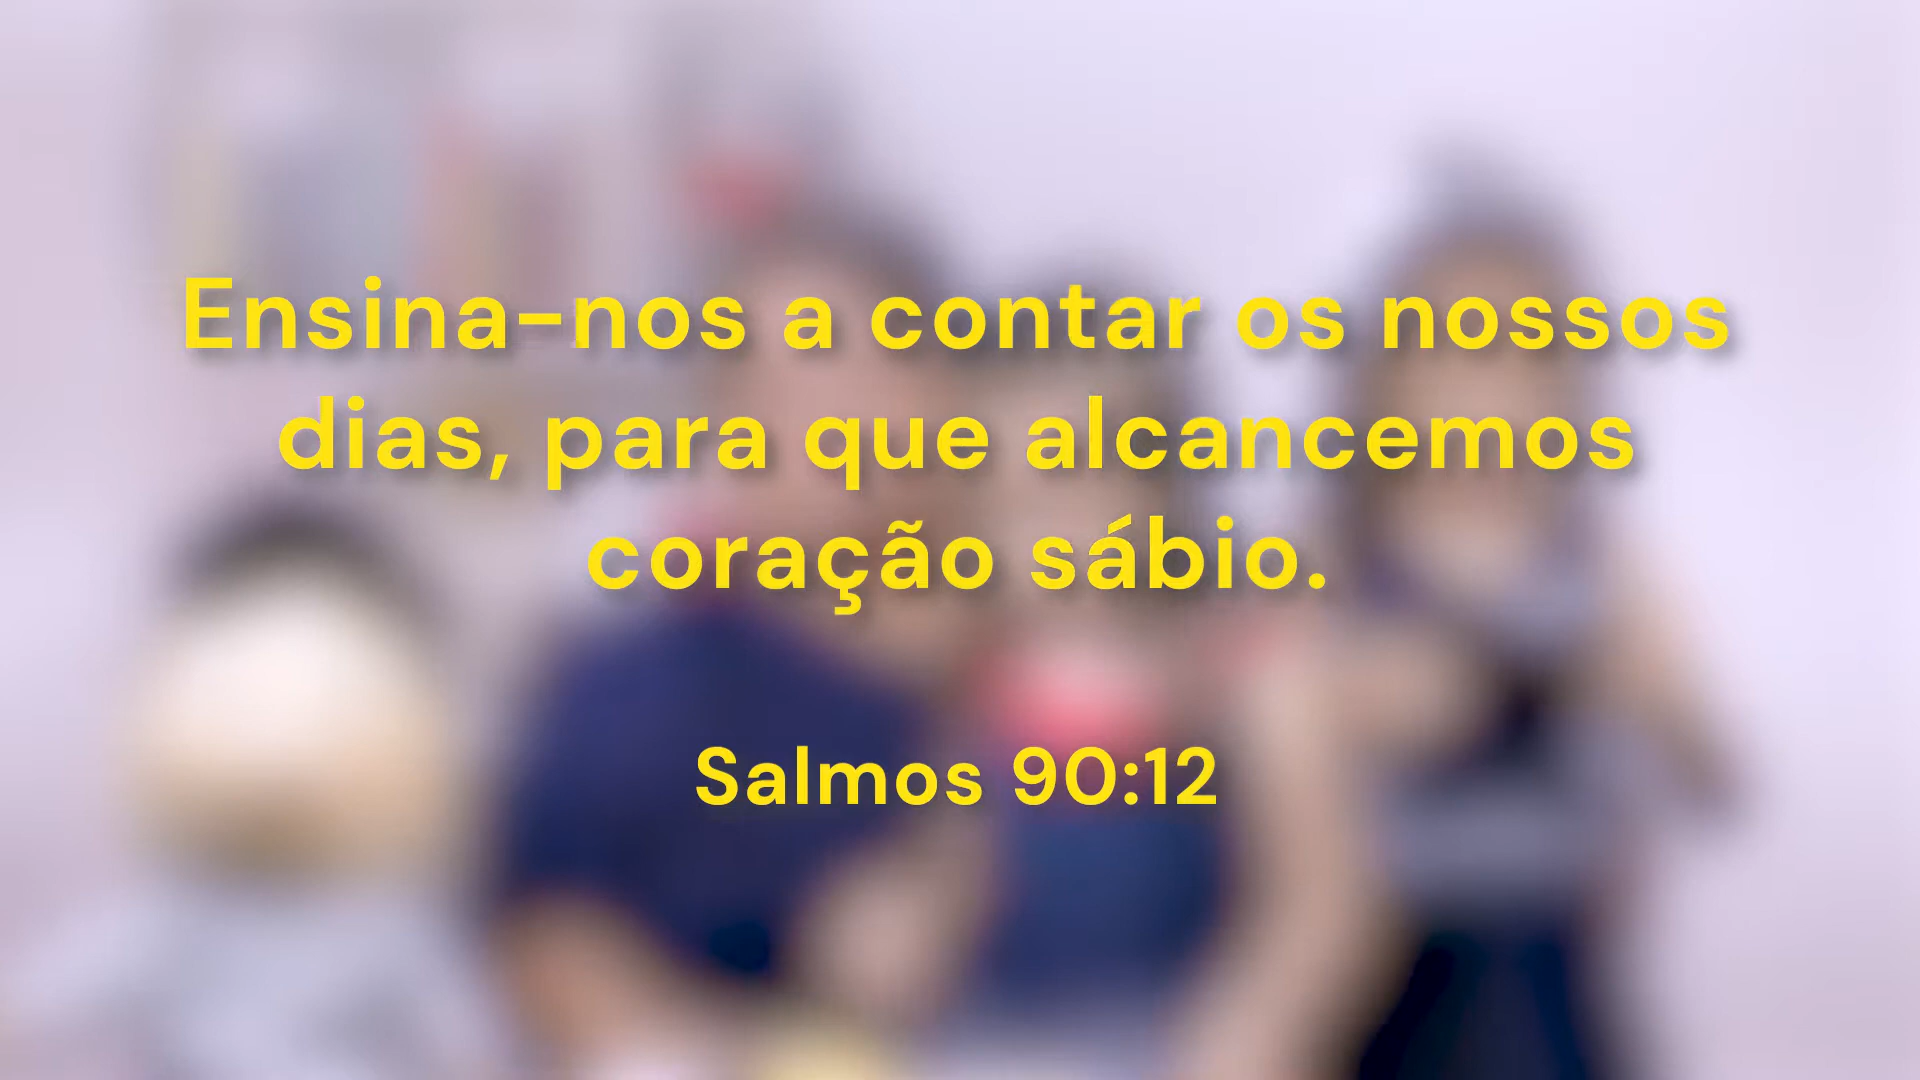 Ensina-nos a contar os nossos
dias, para que alcancemos
coração sábio.
Salmos 90:12